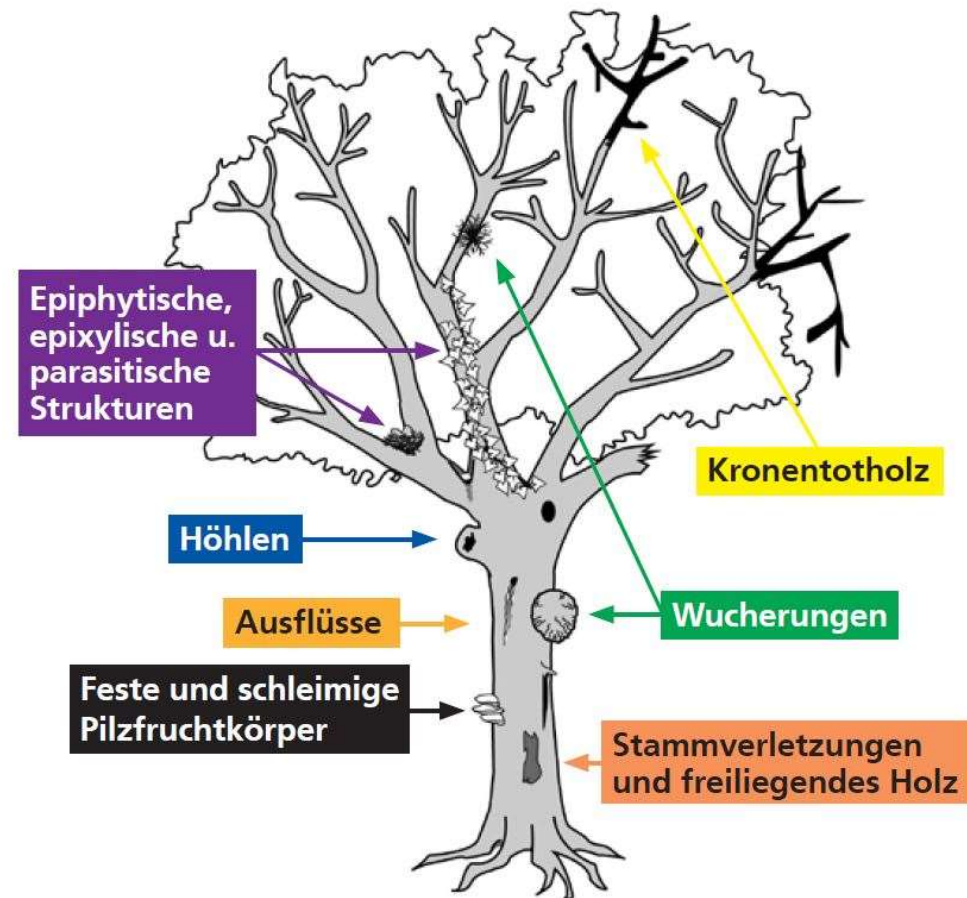 Epiphytische,
epixylische u.
parasitische
Strukturen
Kronentotholz
Höhlen
Ausflüsse
Wucherungen
Feste und schleimige
Pilzfruchtkörper
Stammverletzungen
und freiliegendes Holz